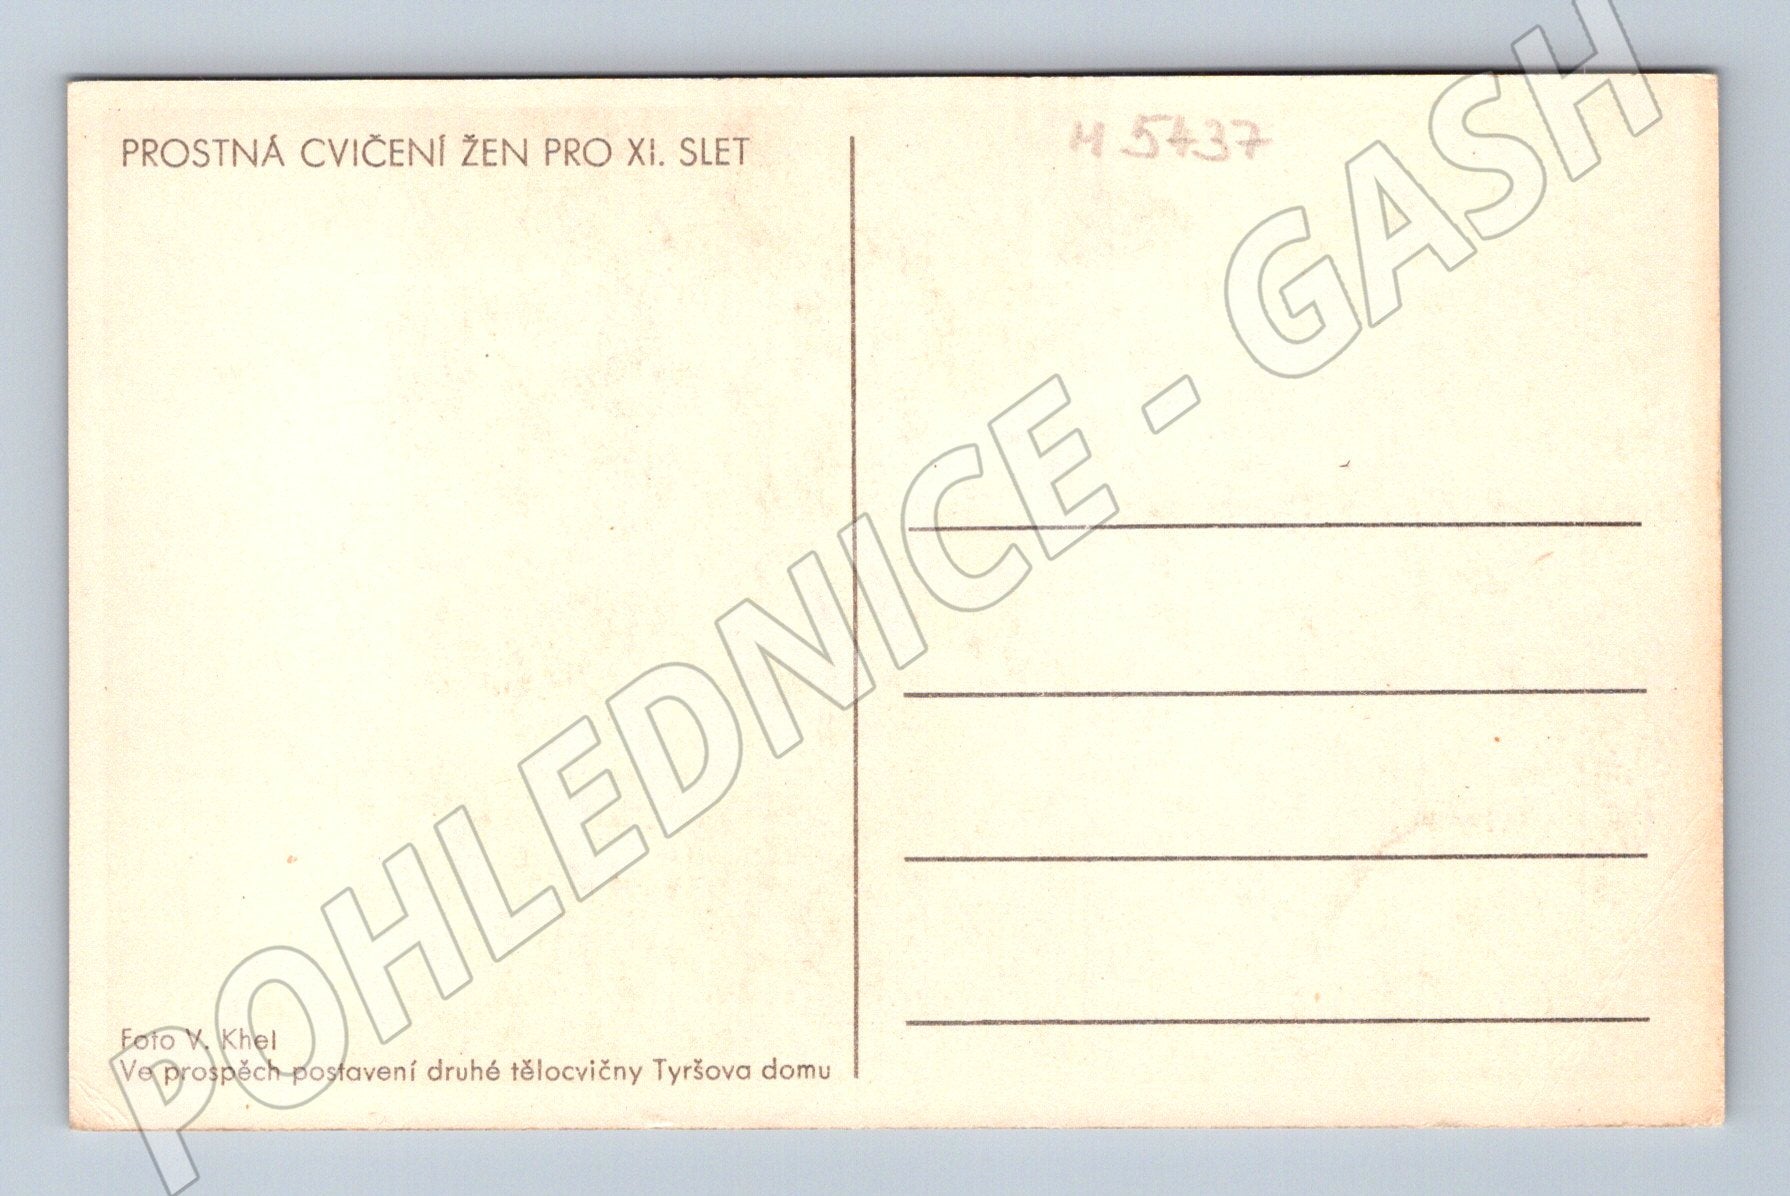 PROSTNÁ CVIČENÍ ŽEN PRO XI. SLET
H 5437
POHLEDNICE - GASH
Foto V. Khel
Ve prospěch postavení druhé tělocvičny Tyršova domu